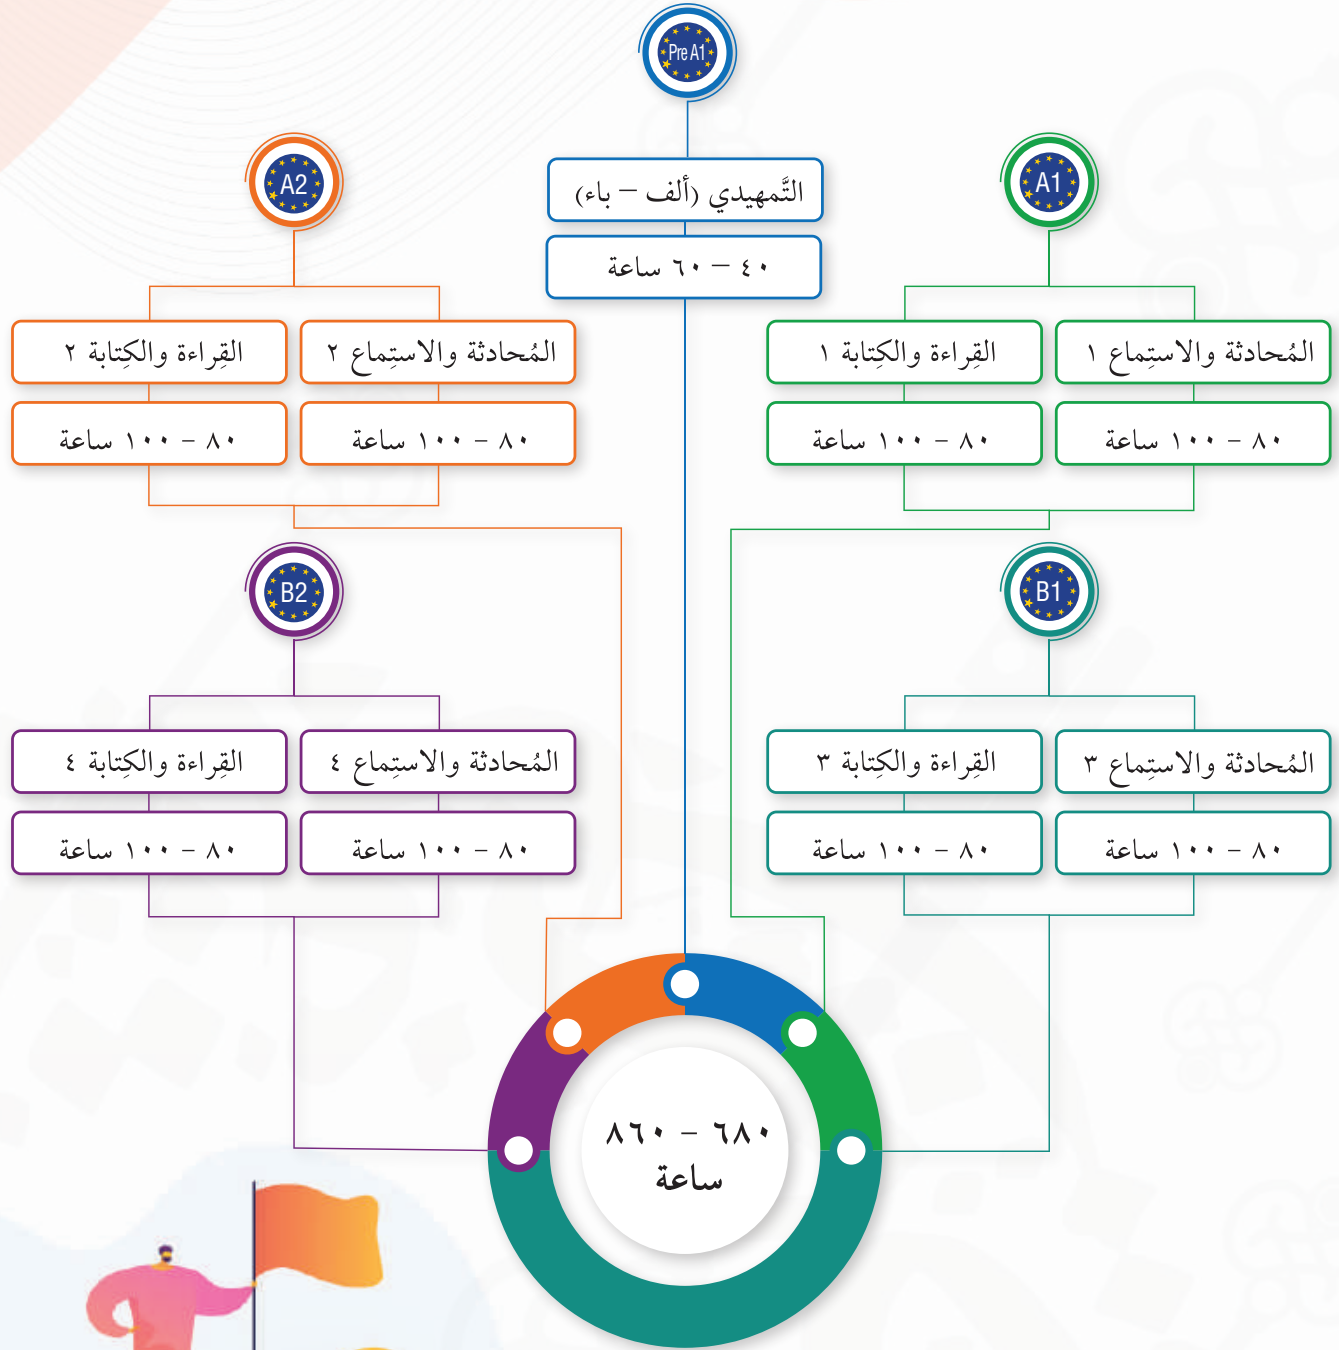 Pre A1
التَّمهيدي (ألف – باء)
٤٠ – ٦٠ ساعة
A1
المُحادثة والاستِماع ١
القِراءة والكِتابة ١
٨٠ - ١٠٠ ساعة
٨٠ - ١٠٠ ساعة
A2
المُحادثة والاستِماع ٢
القِراءة والكِتابة ٢
٨٠ - ١٠٠ ساعة
٨٠ - ١٠٠ ساعة
B1
المُحادثة والاستِماع ٣
القِراءة والكِتابة ٣
٨٠ - ١٠٠ ساعة
٨٠ - ١٠٠ ساعة
B2
المُحادثة والاستِماع ٤
القِراءة والكِتابة ٤
٨٠ - ١٠٠ ساعة
٨٠ - ١٠٠ ساعة
٦٨٠ - ٨٦٠
ساعة